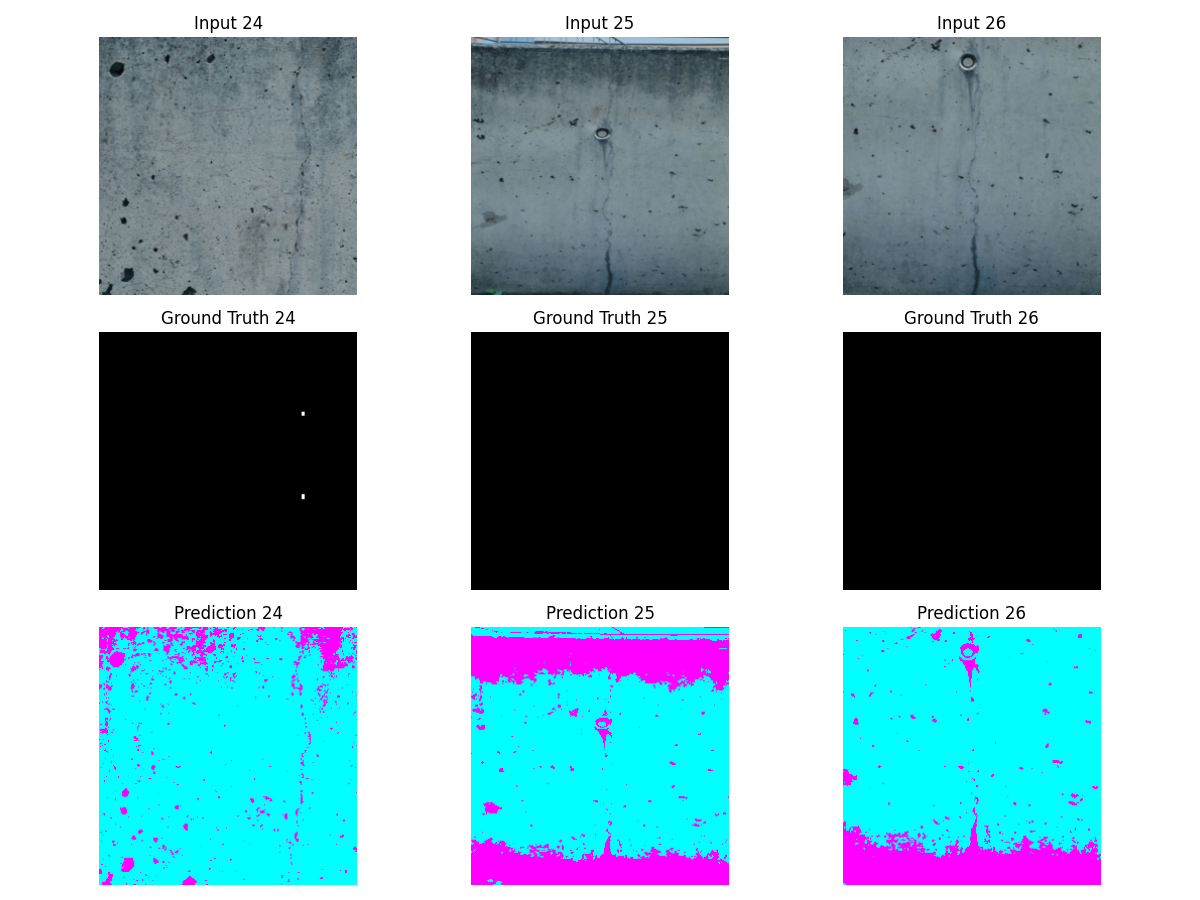 Input 24
Input 25
Input 26
Ground Truth 24
Ground Truth 25
Ground Truth 26
Prediction 24
Prediction 25
Prediction 26